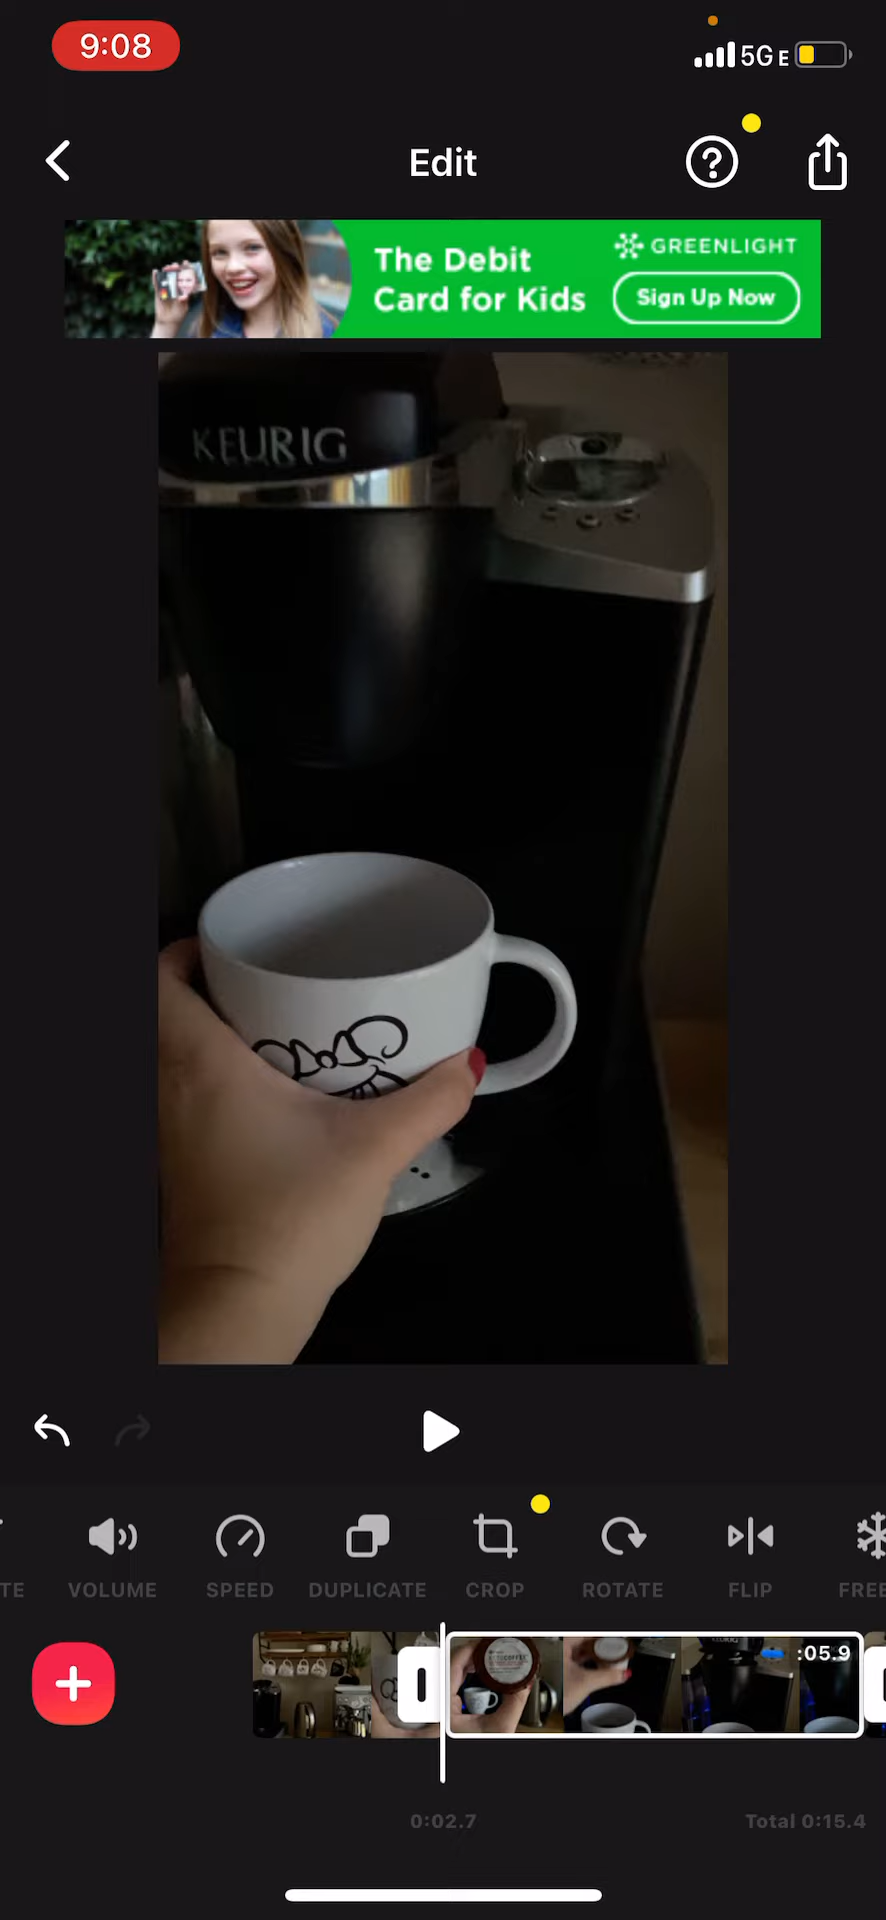 9:08
5G E
Edit
The Debit
Card for Kids
GREENLIGHT
Sign Up Now
KEURIG
TE
VOLUME
SPEED
DUPLICATE
CROP
ROTATE
FLIP
FREE
:05.9
0:02.7
Total 0:15.4